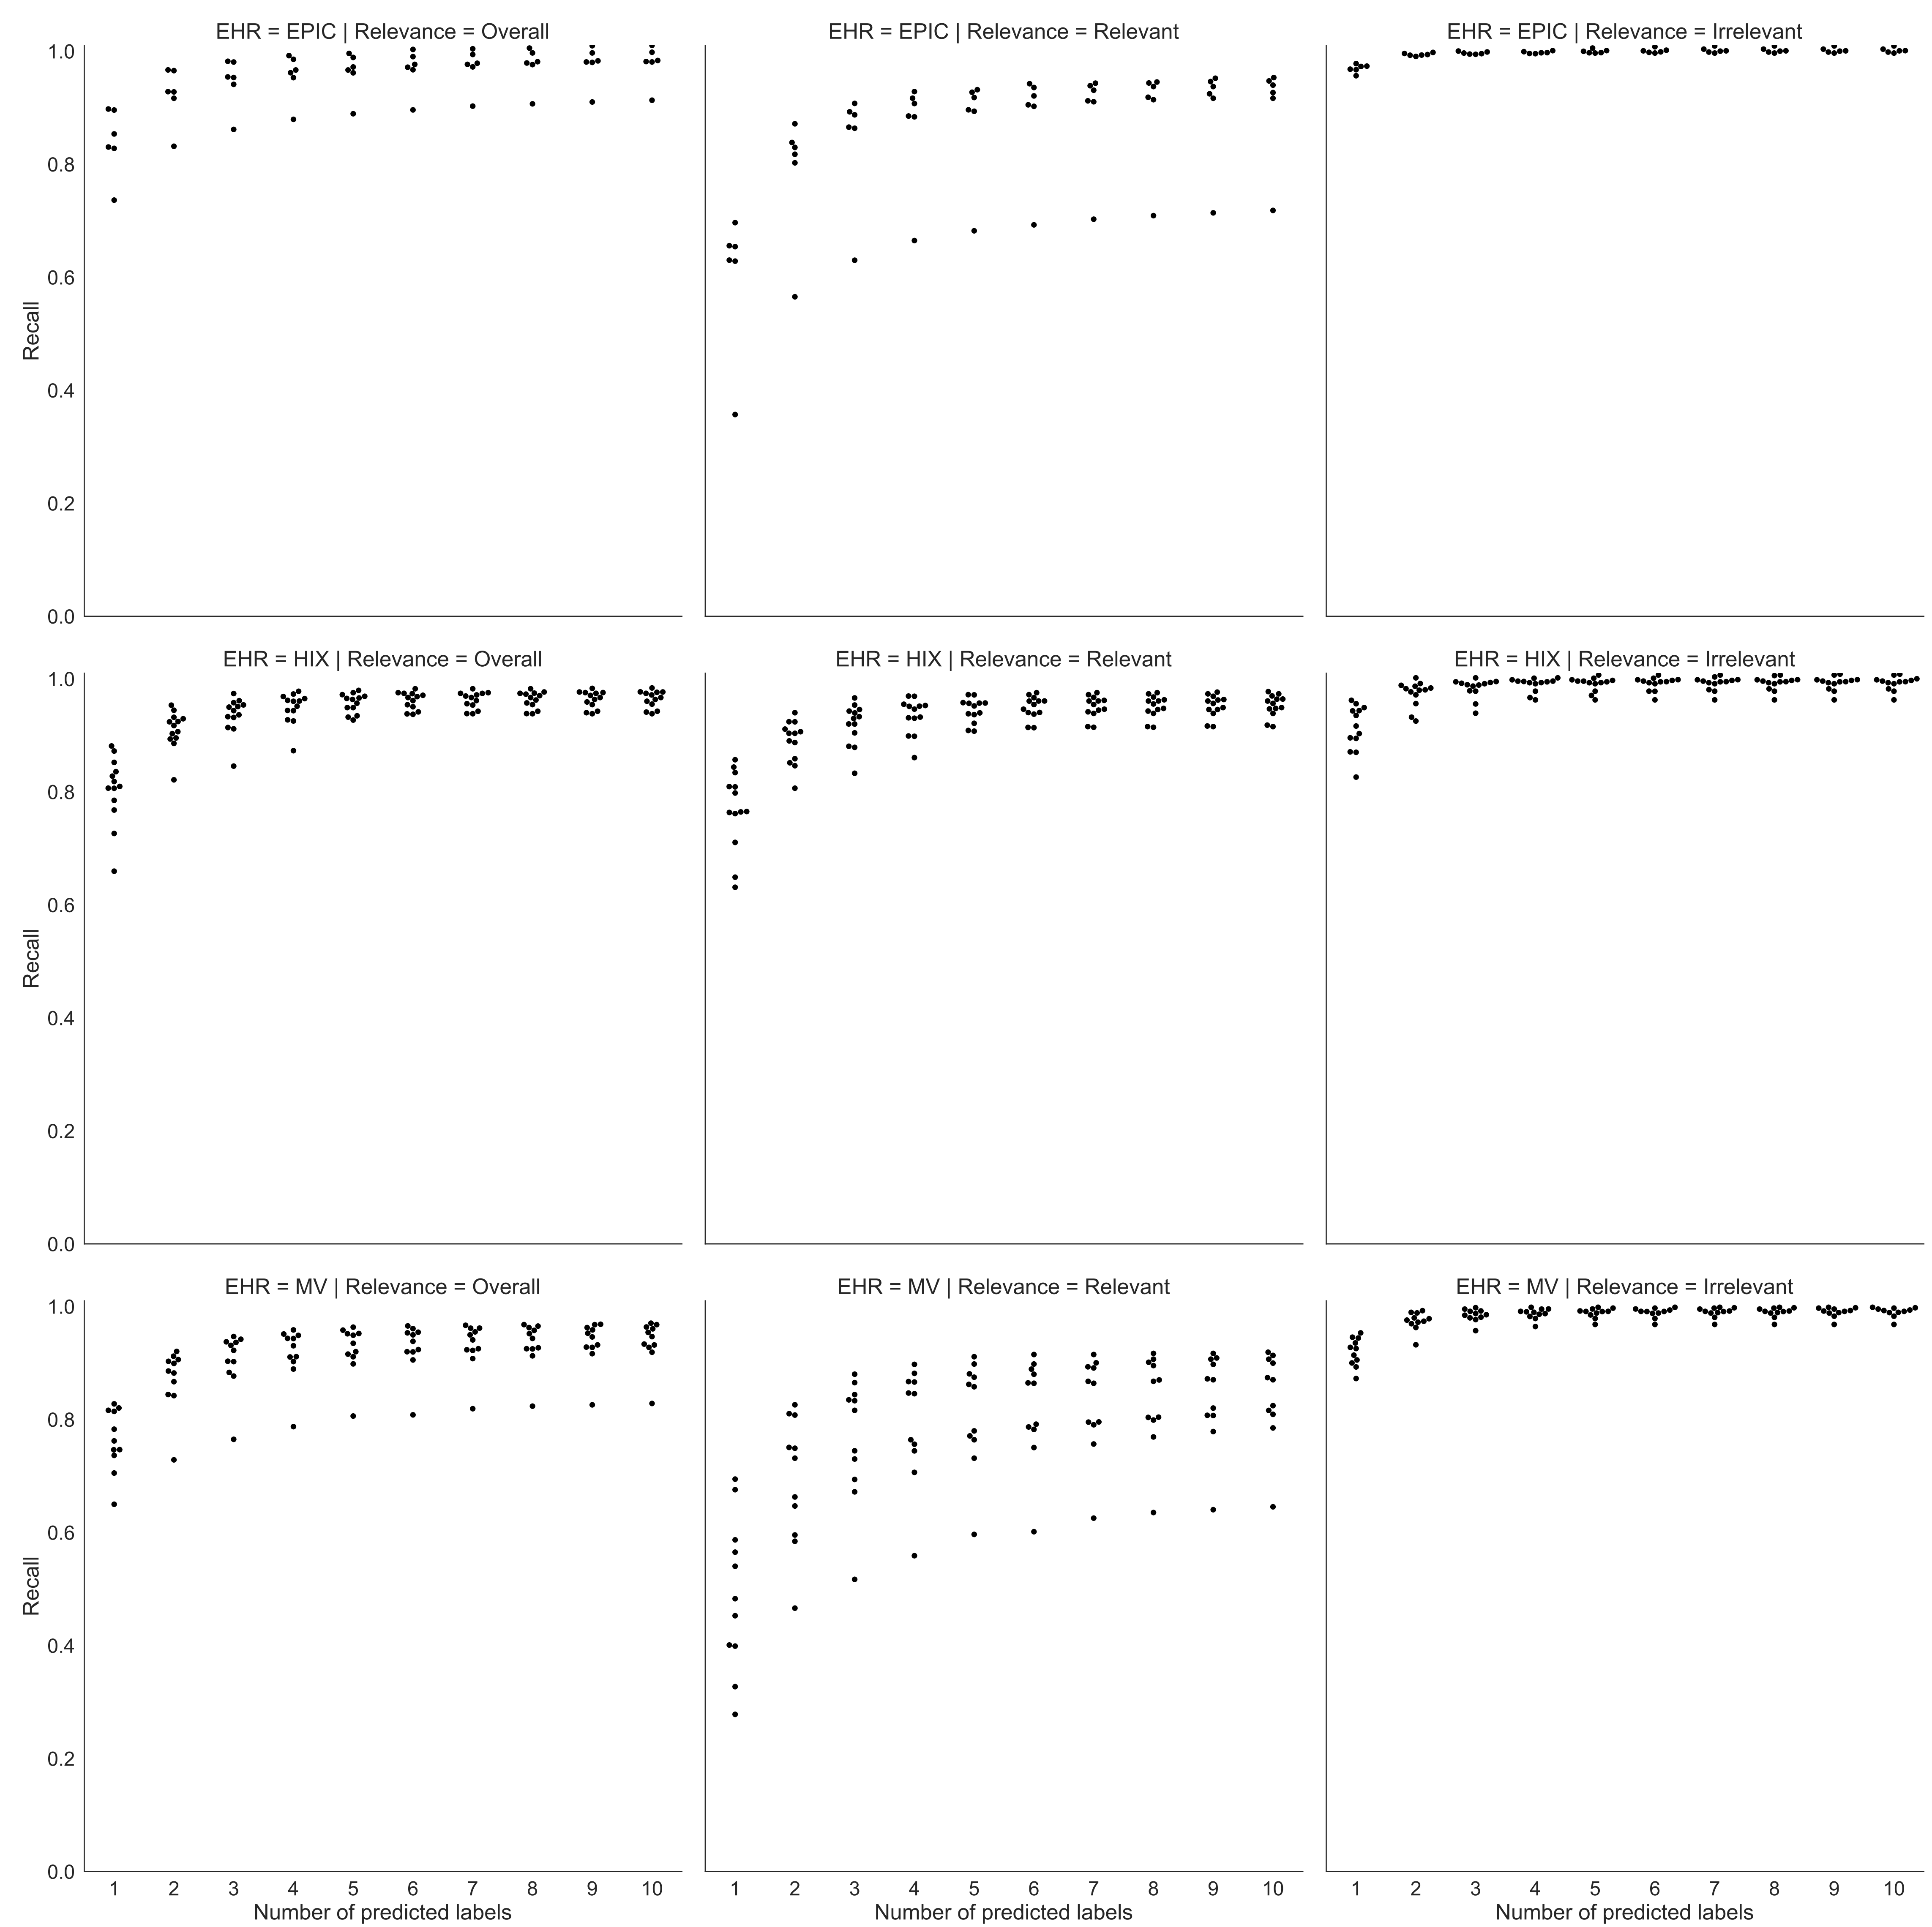 EHR = EPIC | Relevance = Overall
EHR = EPIC | Relevance = Relevant
EHR = EPIC | Relevance = Irrelevant
1.0
0.8
0.6
0.4
0.2
0.0
Recall
EHR = HIX | Relevance = Overall
EHR = HIX | Relevance = Relevant
EHR = HIX | Relevance = Irrelevant
1.0
0.8
0.6
0.4
0.2
0.0
Recall
EHR = MV | Relevance = Overall
EHR = MV | Relevance = Relevant
EHR = MV | Relevance = Irrelevant
1.0
0.8
0.6
0.4
0.2
0.0
Recall
1 2 3 4 5 6 7 8 9 10
Number of predicted labels
1 2 3 4 5 6 7 8 9 10
Number of predicted labels
1 2 3 4 5 6 7 8 9 10
Number of predicted labels